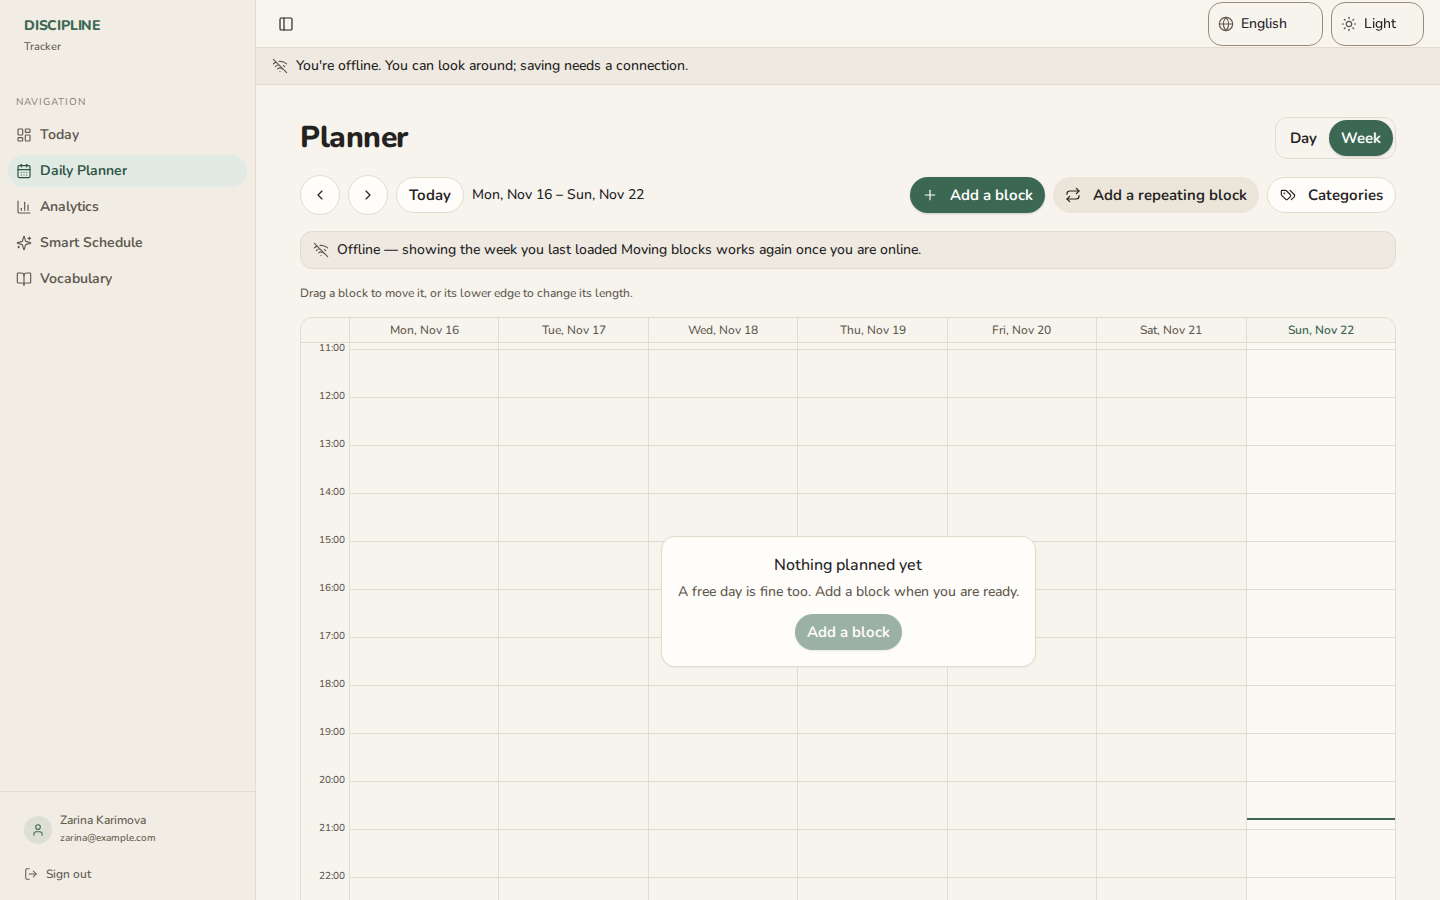 DISCIPLINE
Tracker
NAVIGATION
Today
Daily Planner
Analytics
Smart Schedule
Vocabulary
Zarina Karimova
zarina@example.com
Sign out
English
Light
You're offline. You can look around; saving needs a connection.
Planner
Day
Week
Today
Mon, Nov 16 – Sun, Nov 22
Add a block
Add a repeating block
Categories
Offline — showing the week you last loaded Moving blocks works again once you are online.
Drag a block to move it, or its lower edge to change its length.
Mon, Nov 16
Tue, Nov 17
Wed, Nov 18
Thu, Nov 19
Fri, Nov 20
Sat, Nov 21
Sun, Nov 22
11:00
12:00
13:00
14:00
15:00
16:00
17:00
18:00
19:00
20:00
21:00
22:00
Nothing planned yet
A free day is fine too. Add a block when you are ready.
Add a block